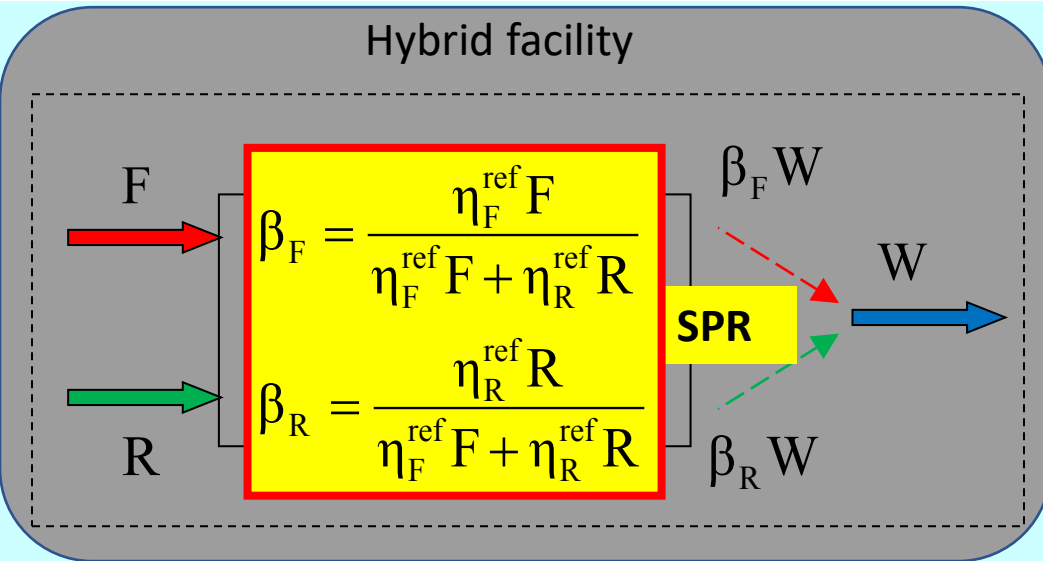 Hybrid facility
F
R
β_F = η_F^ref F / (η_F^ref F + η_R^ref R)
β_R = η_R^ref R / (η_F^ref F + η_R^ref R)
SPR
β_F W
W
β_R W